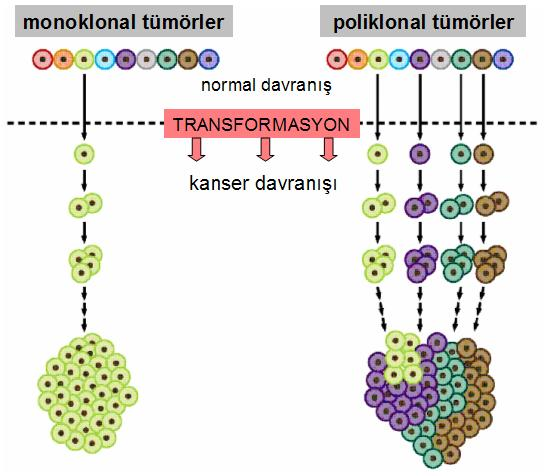 monoklonal tümörler
poliklonal tümörler
normal davranış
TRANSFORMASYON
kanser davranışı